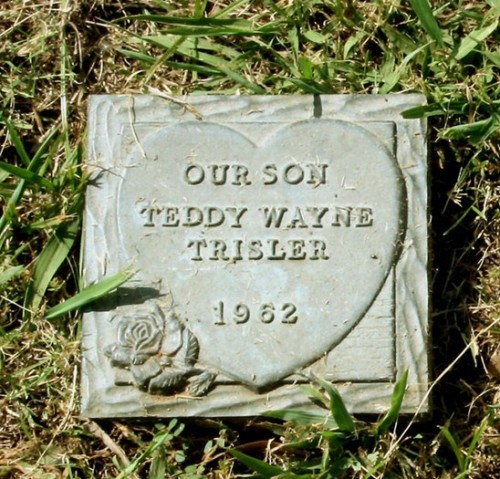 OUR SON
TEDDY WAYNE
TRISLER
1962